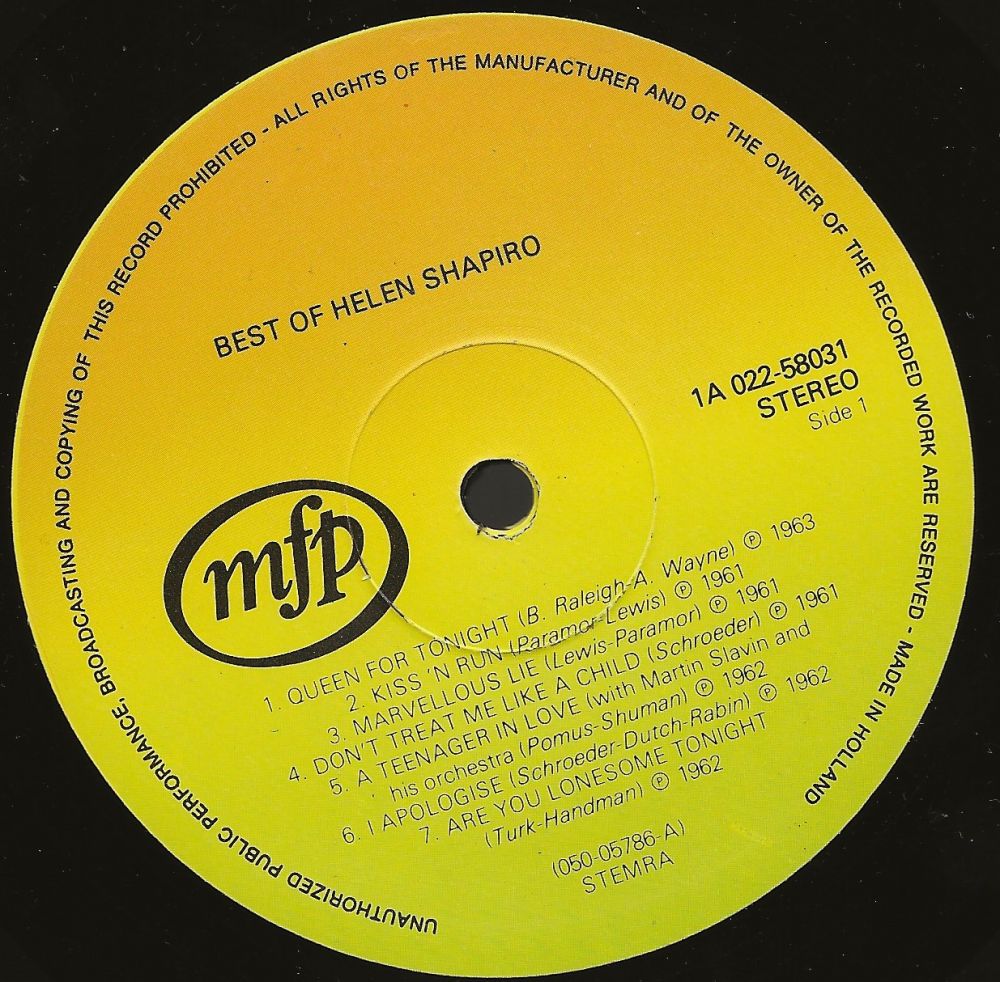 UNAUTHORIZED PUBLIC PERFORMANCE, BROADCASTING AND COPYING OF THIS RECORD PROHIBITED - ALL RIGHTS OF THE MANUFACTURER AND OF THE OWNER OF THE RECORDED WORK ARE RESERVED - MADE IN HOLLAND
BEST OF HELEN SHAPIRO
1A 022-58031
STEREO
Side 1
mfp
1. QUEEN FOR TONIGHT (B. Raleigh-A. Wayne) Ⓟ 1963
2. KISS 'N RUN (Paramor-Lewis) Ⓟ 1961
3. MARVELLOUS LIE (Lewis-Paramor) Ⓟ 1961
4. DON'T TREAT ME LIKE A CHILD (Schroeder) Ⓟ 1961
5. A TEENAGER IN LOVE (with Martin Slavin and
his orchestra (Pomus-Shuman) Ⓟ 1962
6. I APOLOGISE (Schroeder-Dutch-Rabin) Ⓟ 1962
7. ARE YOU LONESOME TONIGHT
(Turk-Handman) Ⓟ 1962
(050-05786-A)
STEMRA